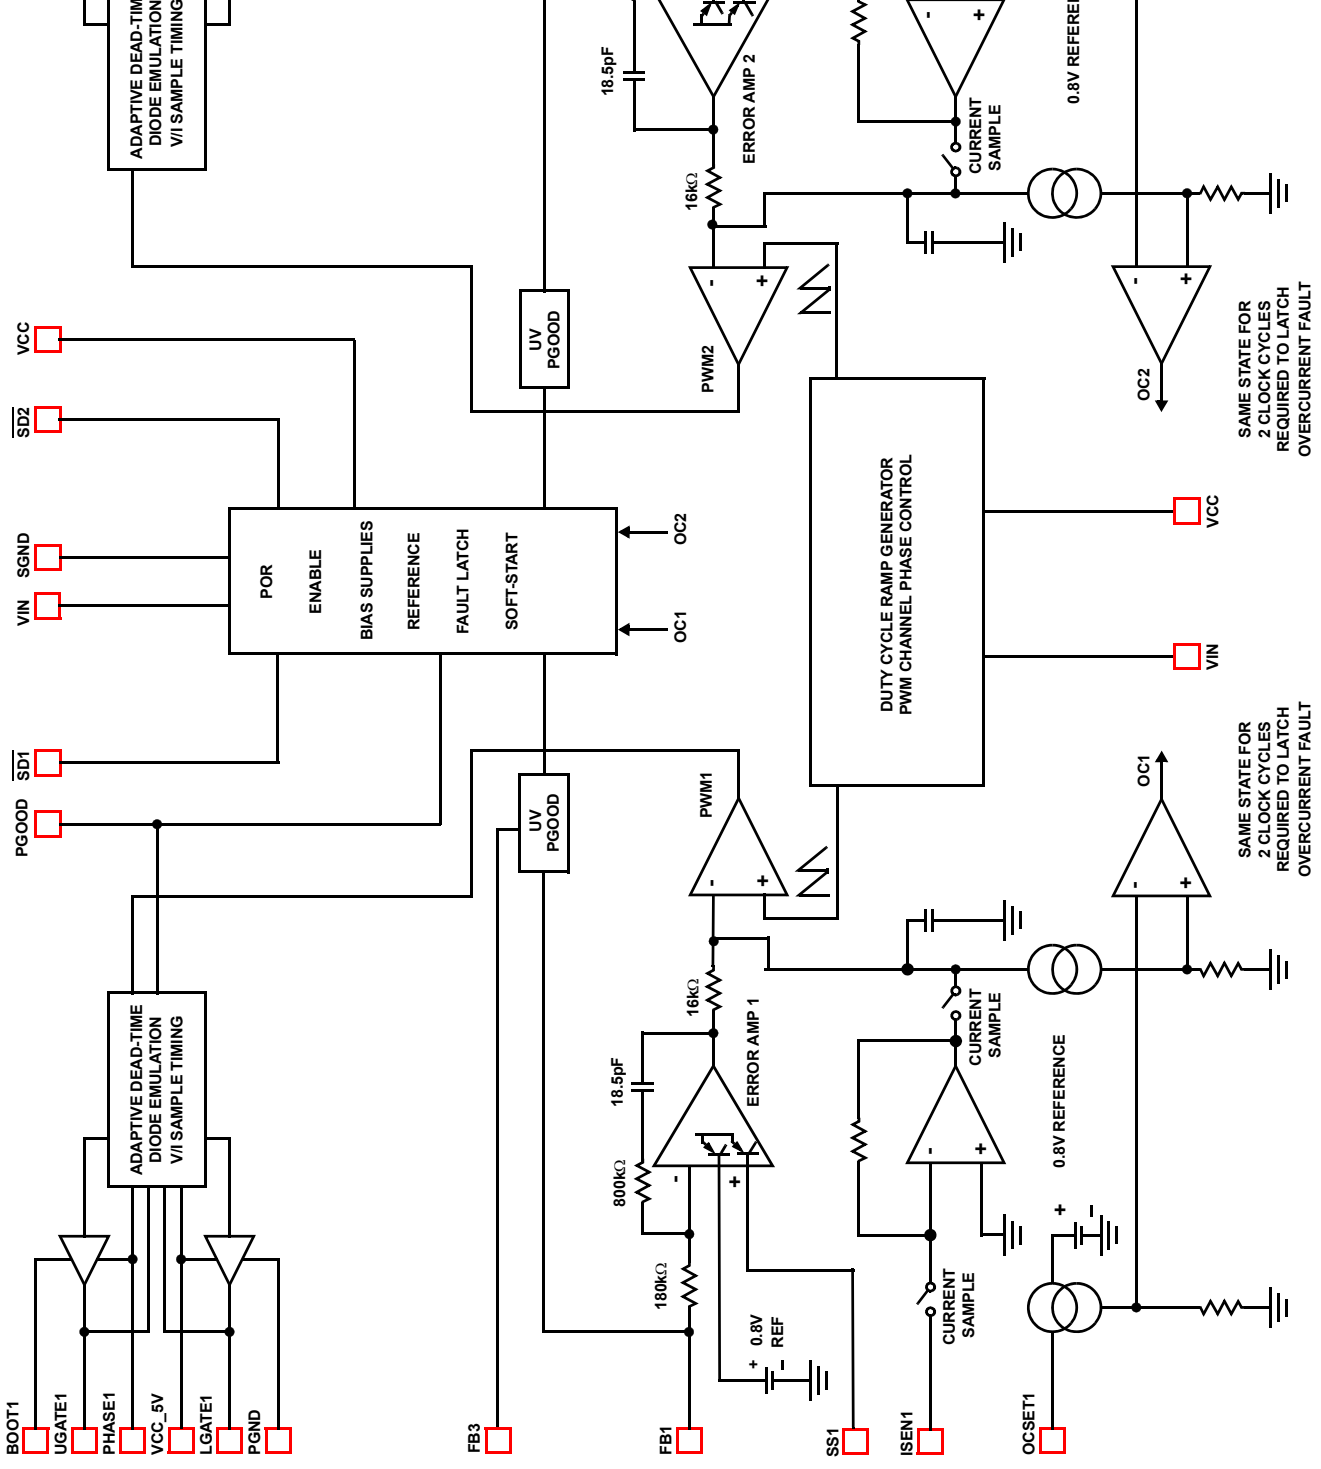 BOOT1
UGATE1
PHASE1
VCC_5V
LGATE1
PGND
ADAPTIVE DEAD-TIME
DIODE EMULATION
V/I SAMPLE TIMING
ADAPTIVE DEAD-TIM
DIODE EMULATION
V/I SAMPLE TIMING
PGOOD
SD1
VIN
SGND
SD2
VCC
POR
ENABLE
BIAS SUPPLIES
REFERENCE
FAULT LATCH
SOFT-START
OC1
OC2
FB3
UV
PGOOD
UV
PGOOD
FB1
180kΩ
800kΩ
18.5pF
-
+
ERROR AMP 1
16kΩ
-
+
PWM1
PWM2
-
+
16kΩ
18.5pF
ERROR AMP 2
+ 0.8V
-
REF
SS1
DUTY CYCLE RAMP GENERATOR
PWM CHANNEL PHASE CONTROL
VIN
VCC
ISEN1
CURRENT
SAMPLE
-
+
CURRENT
SAMPLE
CURRENT
SAMPLE
-
+
OCSET1
+
-
0.8V REFERENCE
0.8V REFEREN
-
+
OC1
OC2
-
+
SAME STATE FOR
2 CLOCK CYCLES
REQUIRED TO LATCH
OVERCURRENT FAULT
SAME STATE FOR
2 CLOCK CYCLES
REQUIRED TO LATCH
OVERCURRENT FAULT